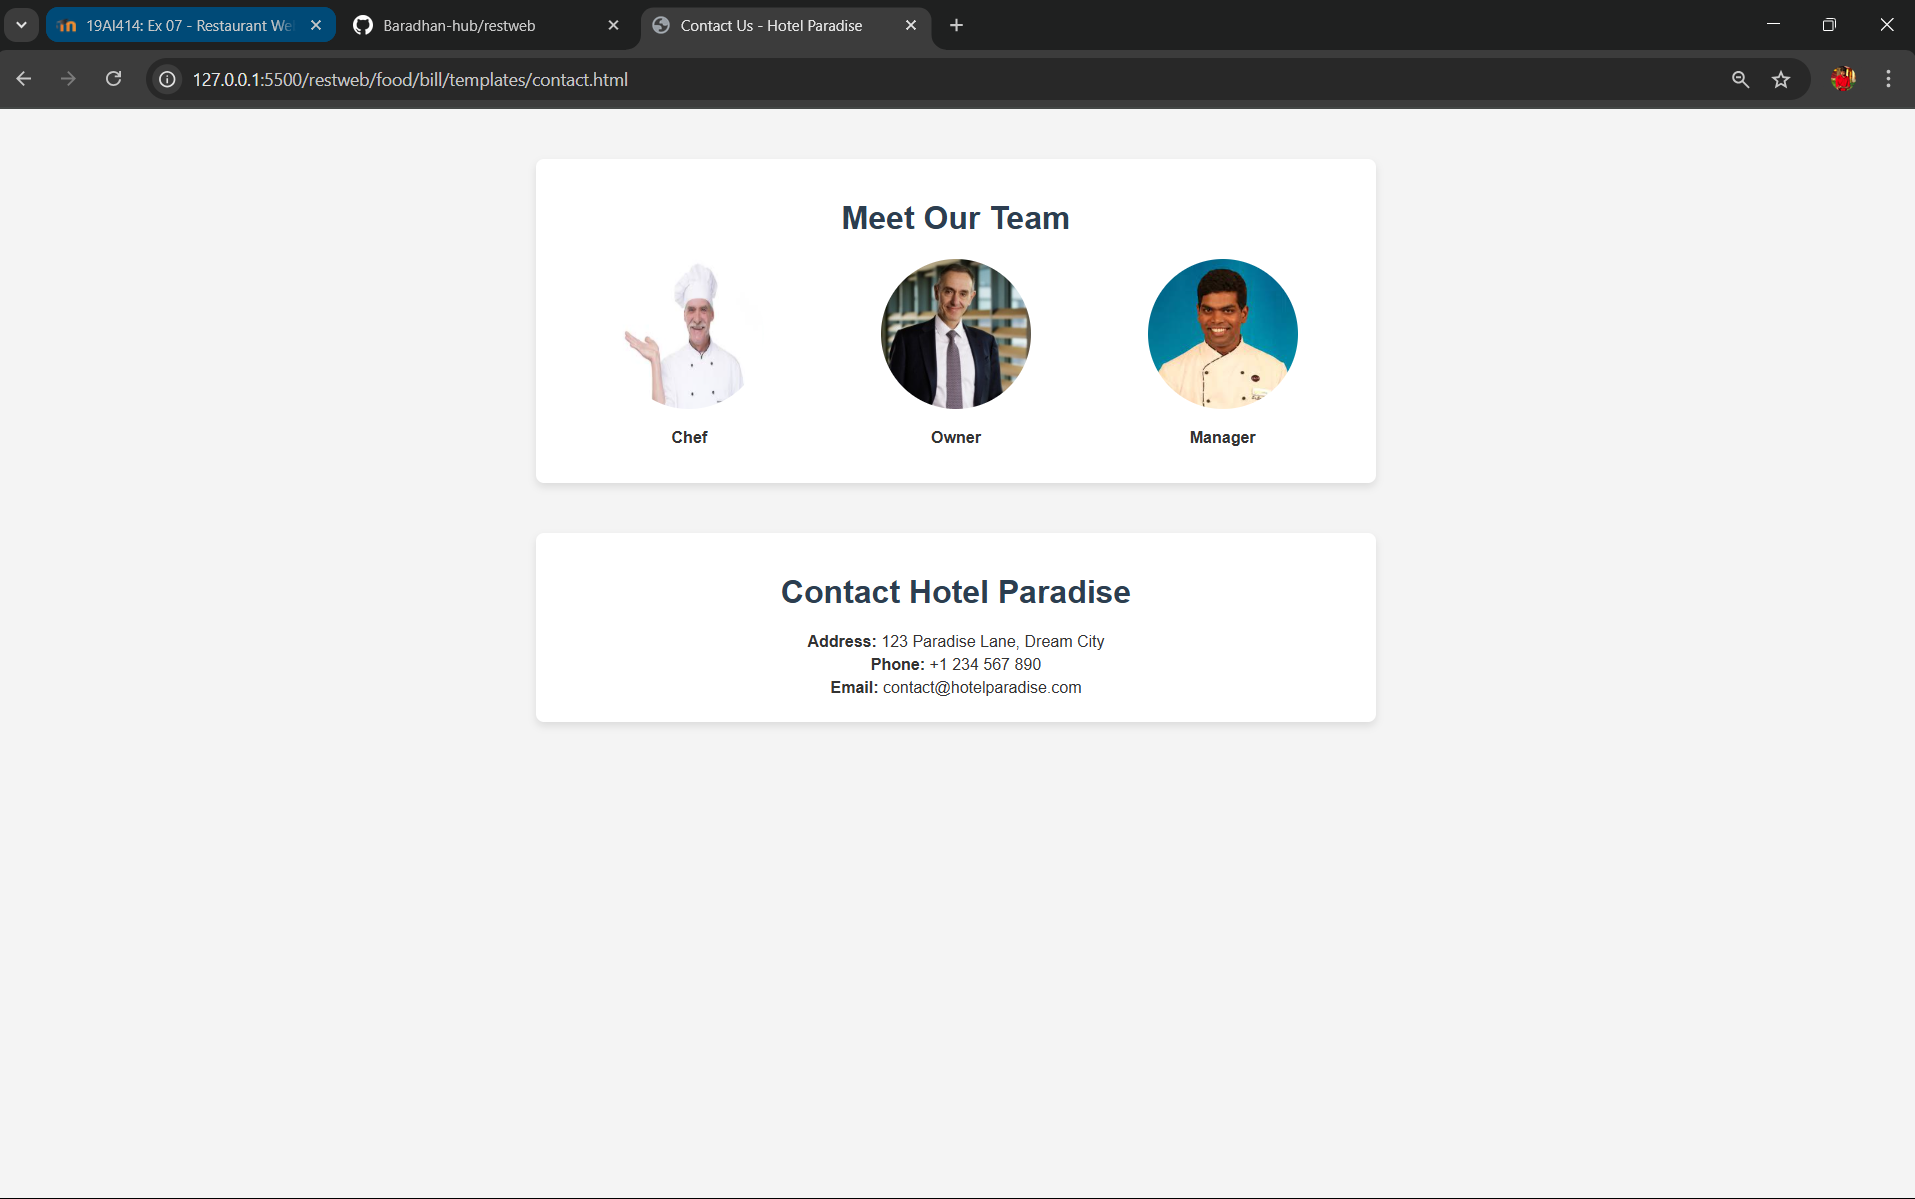 19AI414: Ex 07 - Restaurant We
Baradhan-hub/restweb
Contact Us - Hotel Paradise
127.0.0.1:5500/restweb/food/bill/templates/contact.html
Meet Our Team
Chef
Owner
Manager
Contact Hotel Paradise
Address: 123 Paradise Lane, Dream City
Phone: +1 234 567 890
Email: contact@hotelparadise.com